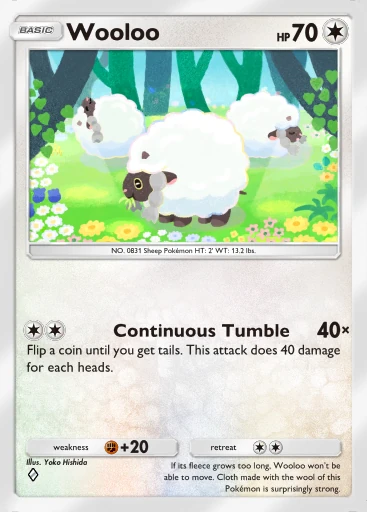 BASIC Wooloo HP 70
NO. 0831 Sheep Pokémon HT: 2' WT: 13.2 lbs.
Continuous Tumble 40×
Flip a coin until you get tails. This attack does 40 damage
for each heads.
weakness +20 retreat
Illus. Yoko Hishida
If its fleece grows too long, Wooloo won't be
able to move. Cloth made with the wool of this
Pokémon is surprisingly strong.